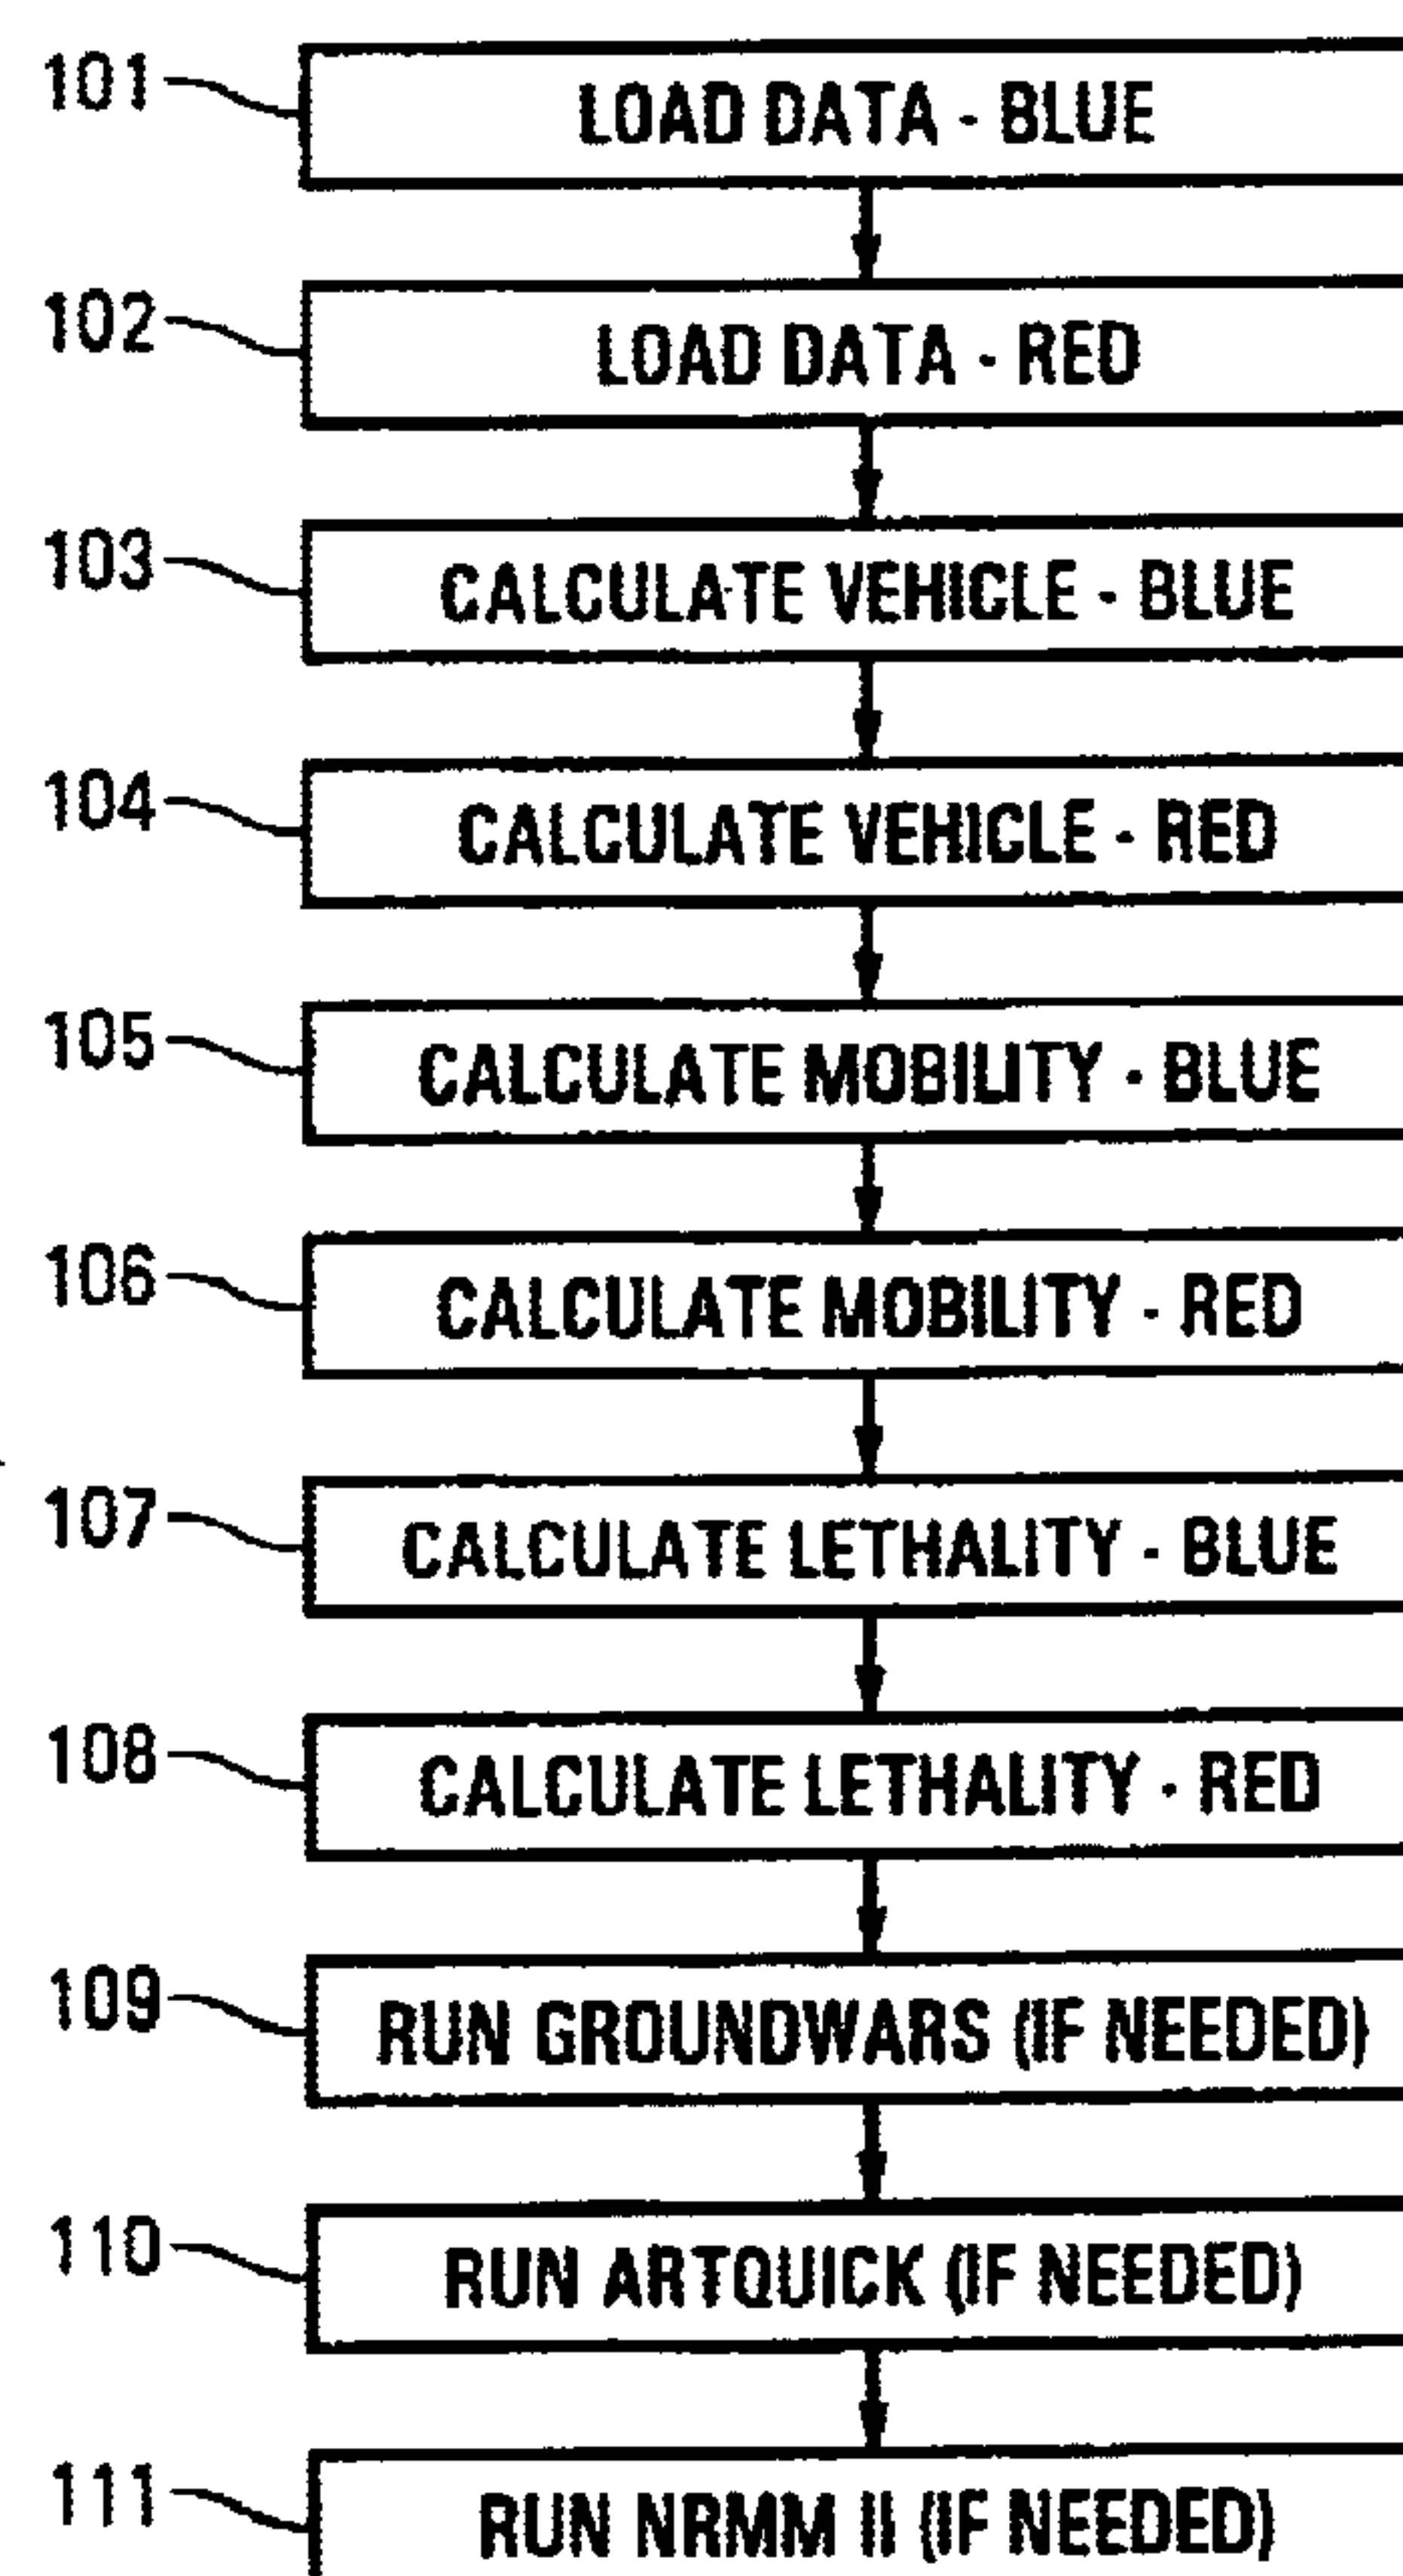 101 LOAD DATA - BLUE
102 LOAD DATA - RED
103 CALCULATE VEHICLE - BLUE
104 CALCULATE VEHICLE - RED
105 CALCULATE MOBILITY - BLUE
106 CALCULATE MOBILITY - RED
107 CALCULATE LETHALITY - BLUE
108 CALCULATE LETHALITY - RED
109 RUN GROUNDWARS (IF NEEDED)
110 RUN ARTQUICK (IF NEEDED)
111 RUN NRMM II (IF NEEDED)